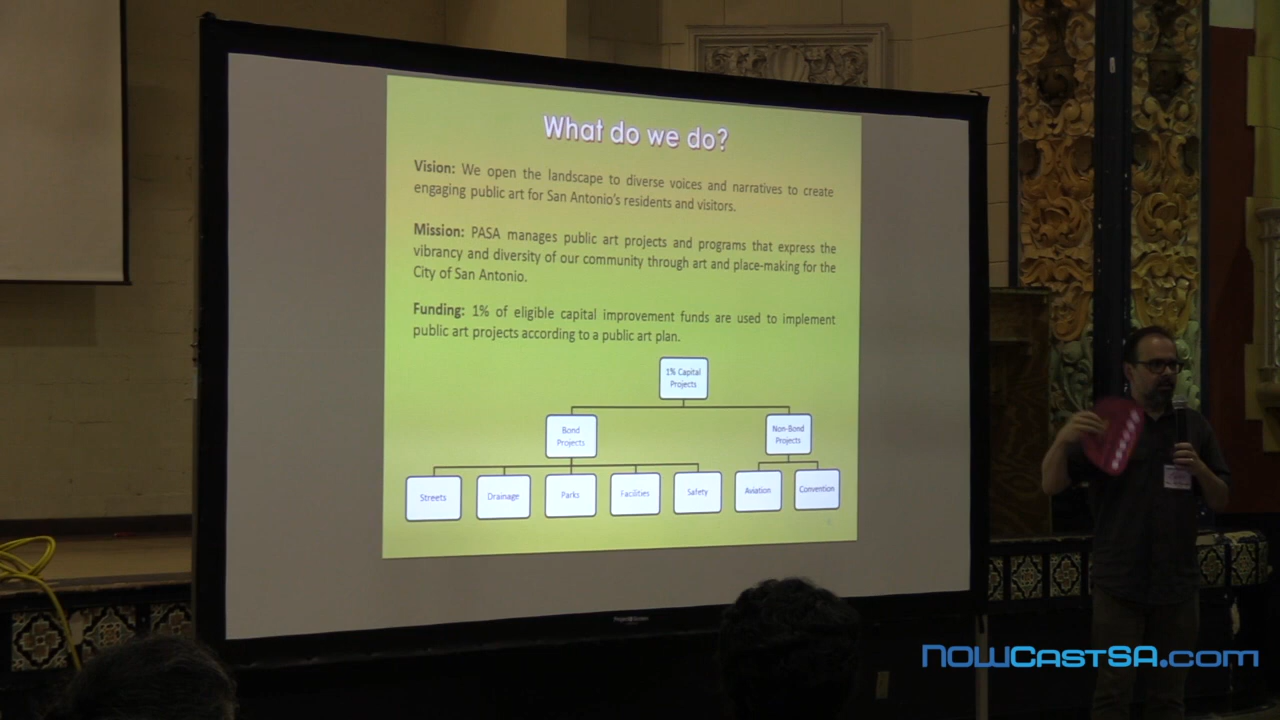 What do we do?
Vision: We open the landscape to diverse voices and narratives to create
engaging public art for San Antonio's residents and visitors.
Mission: PASA manages public art projects and programs that express the
vibrancy and diversity of our community through art and place-making for the
City of San Antonio.
Funding: 1% of eligible capital improvement funds are used to implement
public art projects according to a public art plan.
1% Capital
Projects
Bond
Projects
Non-Bond
Projects
Streets
Drainage
Parks
Facilities
Safety
Aviation
Convention
NOWCASTSA.com